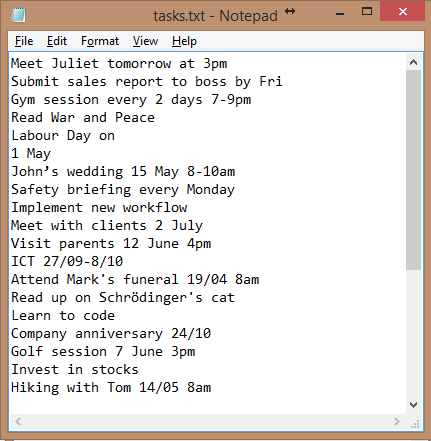 tasks.txt - Notepad
File Edit Format View Help
Meet Juliet tomorrow at 3pm
Submit sales report to boss by Fri
Gym session every 2 days 7-9pm
Read War and Peace
Labour Day on
1 May
John’s wedding 15 May 8-10am
Safety briefing every Monday
Implement new workflow
Meet with clients 2 July
Visit parents 12 June 4pm
ICT 27/09-8/10
Attend Mark's funeral 19/04 8am
Read up on Schrödinger's cat
Learn to code
Company anniversary 24/10
Golf session 7 June 3pm
Invest in stocks
Hiking with Tom 14/05 8am